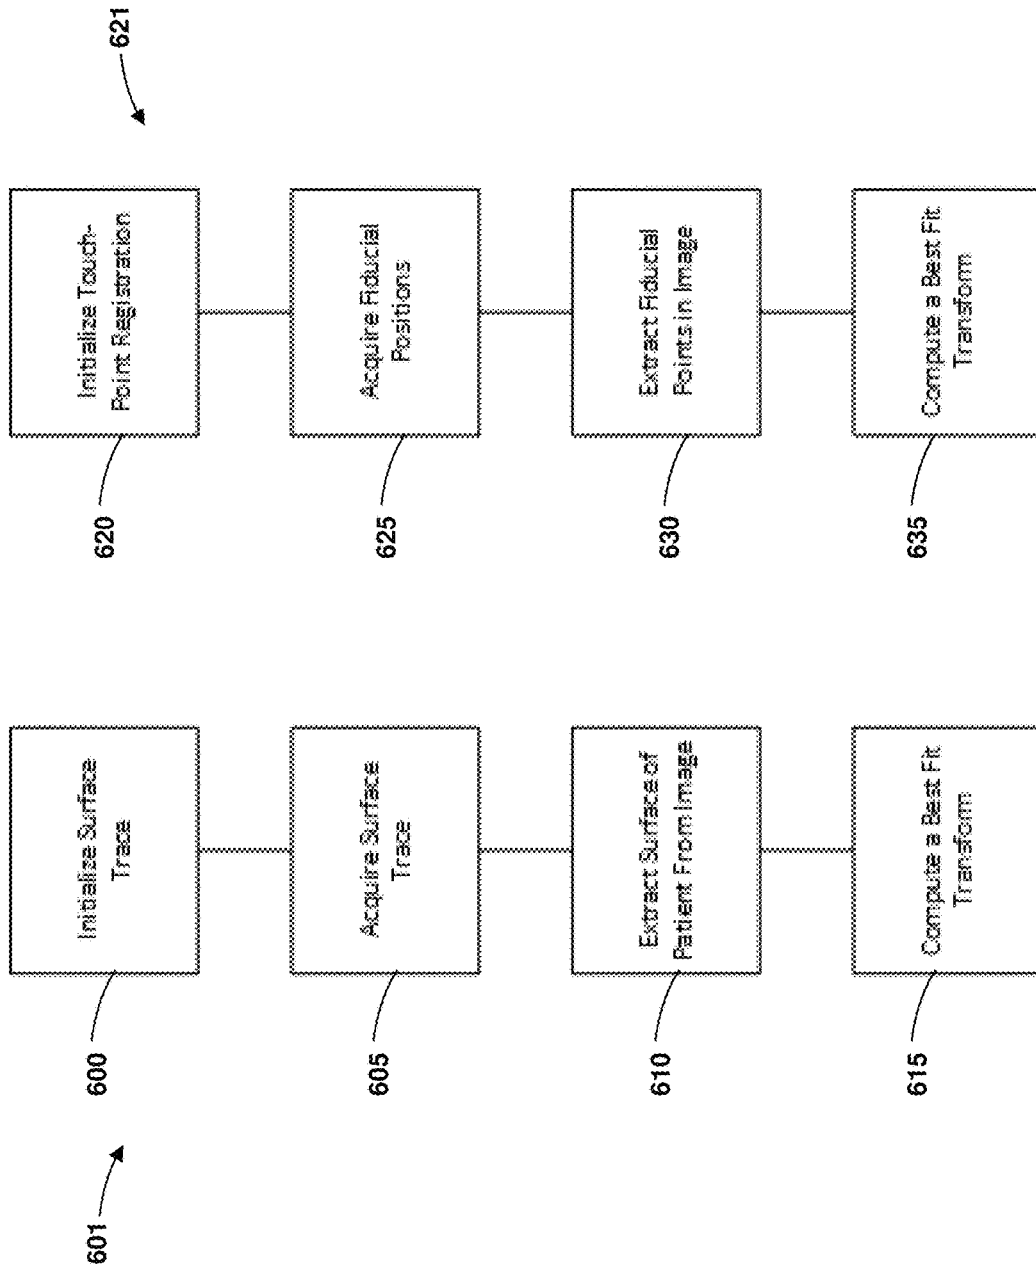 601
600
Initialize Surface
Trace
605
Acquire Surface
Trace
610
Extract Surface of
Patient From Image
615
Compute a Best Fit
Transform
621
620
Initialize Touch-
Point Registration
625
Acquire Fiducial
Positions
630
Extract Fiducial
Points in Image
635
Compute a Best Fit
Transform